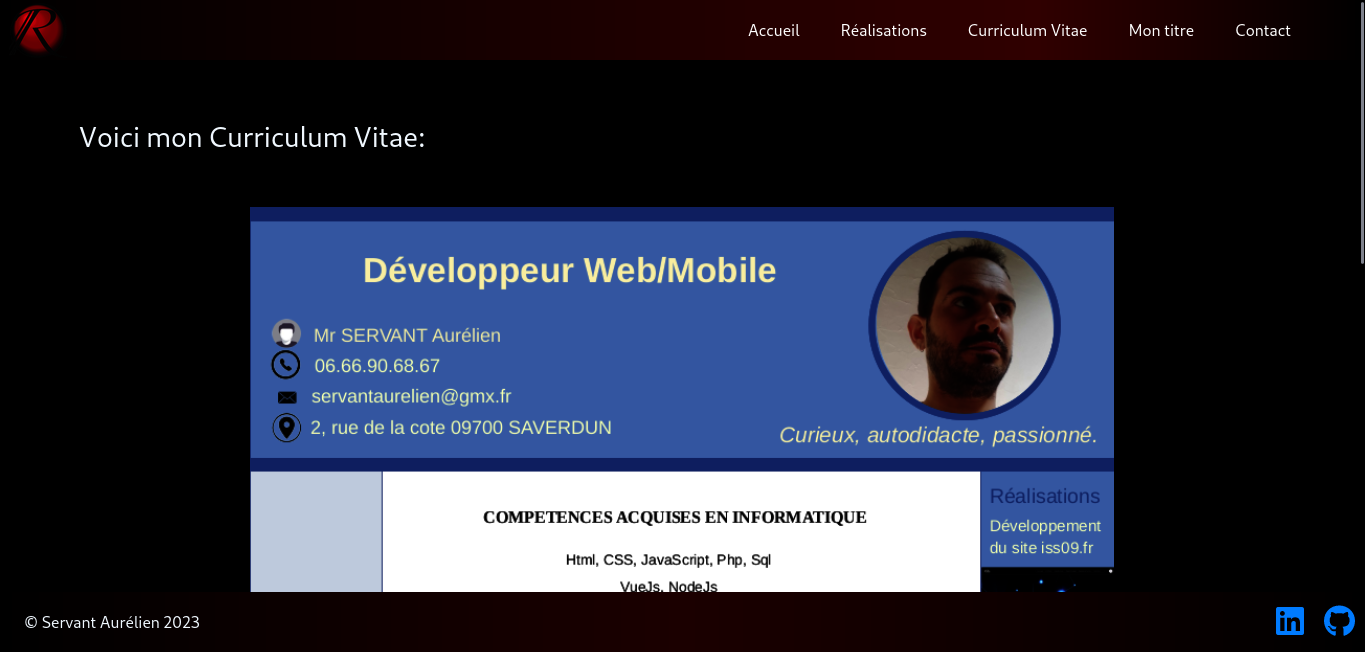 R
Accueil Réalisations Curriculum Vitae Mon titre Contact
Voici mon Curriculum Vitae:
Développeur Web/Mobile
Mr SERVANT Aurélien
06.66.90.68.67
servantaurelien@gmx.fr
2, rue de la cote 09700 SAVERDUN
Curieux, autodidacte, passionné.
COMPETENCES ACQUISES EN INFORMATIQUE
Html, CSS, JavaScript, Php, Sql
VueJs, NodeJs
Réalisations
Développement
du site iss09.fr
© Servant Aurélien 2023
in